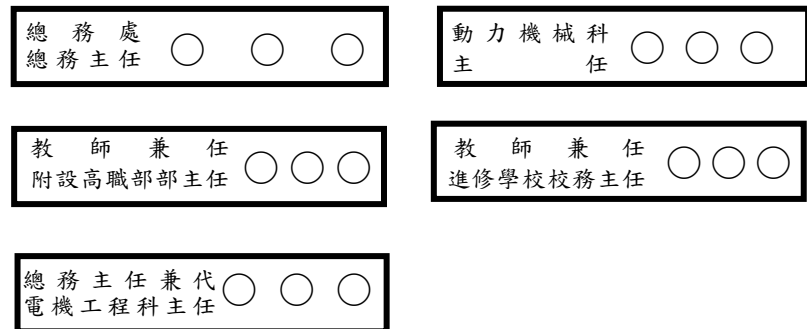 總務處
總務主任 ○ ○ ○
動力機械科
主任 ○○○
教師兼任
附設高職部部主任 ○○○
教師兼任
進修學校校務主任 ○○○
總務主任兼代
電機工程科主任 ○ ○ ○